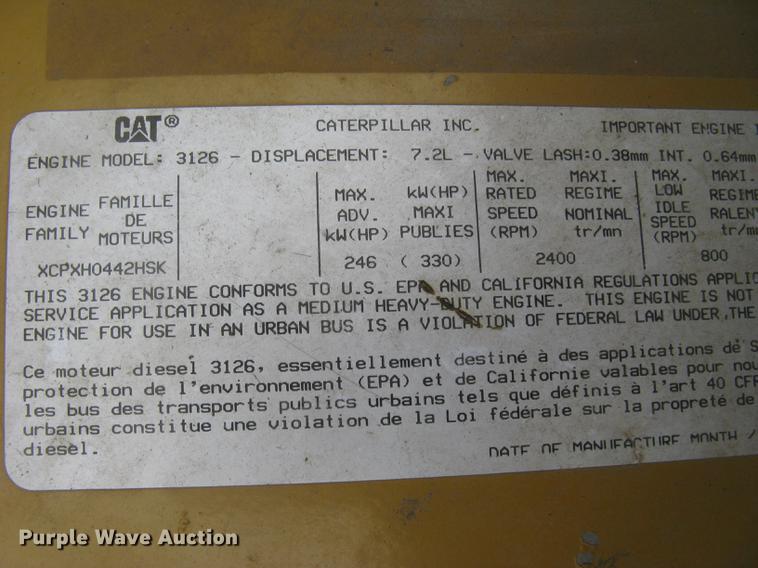 CAT® CATERPILLAR INC. IMPORTANT ENGINE
ENGINE MODEL: 3126 - DISPLACEMENT: 7.2L - VALVE LASH:0.38mm INT. 0.64mm
ENGINE FAMILY
FAMILLE DE MOTEURS
MAX. ADV. kW(HP)
kW(HP) MAXI PUBLIES
MAX. RATED SPEED (RPM)
MAXI. REGIME NOMINAL tr/mn
MAX. LOW IDLE SPEED (RPM)
MAXI. REGIME RALEN tr/mn
XCPXH0442HSK 246 ( 330) 2400 800
THIS 3126 ENGINE CONFORMS TO U.S. EPA AND CALIFORNIA REGULATIONS APPLIC
SERVICE APPLICATION AS A MEDIUM HEAVY-DUTY ENGINE. THIS ENGINE IS NOT
ENGINE FOR USE IN AN URBAN BUS IS A VIOLATION OF FEDERAL LAW UNDER THE
Ce moteur diesel 3126, essentiellement destiné à des applications de S
protection de l'environnement (EPA) et de Californie valables pour nou
les bus des transports publics urbains tels que définis à l'art 40 CFR
urbains constitue une violation de la Loi fédérale sur la propreté de
diesel.
DATE OF MANUFACTURE MONTH /
Purple Wave Auction